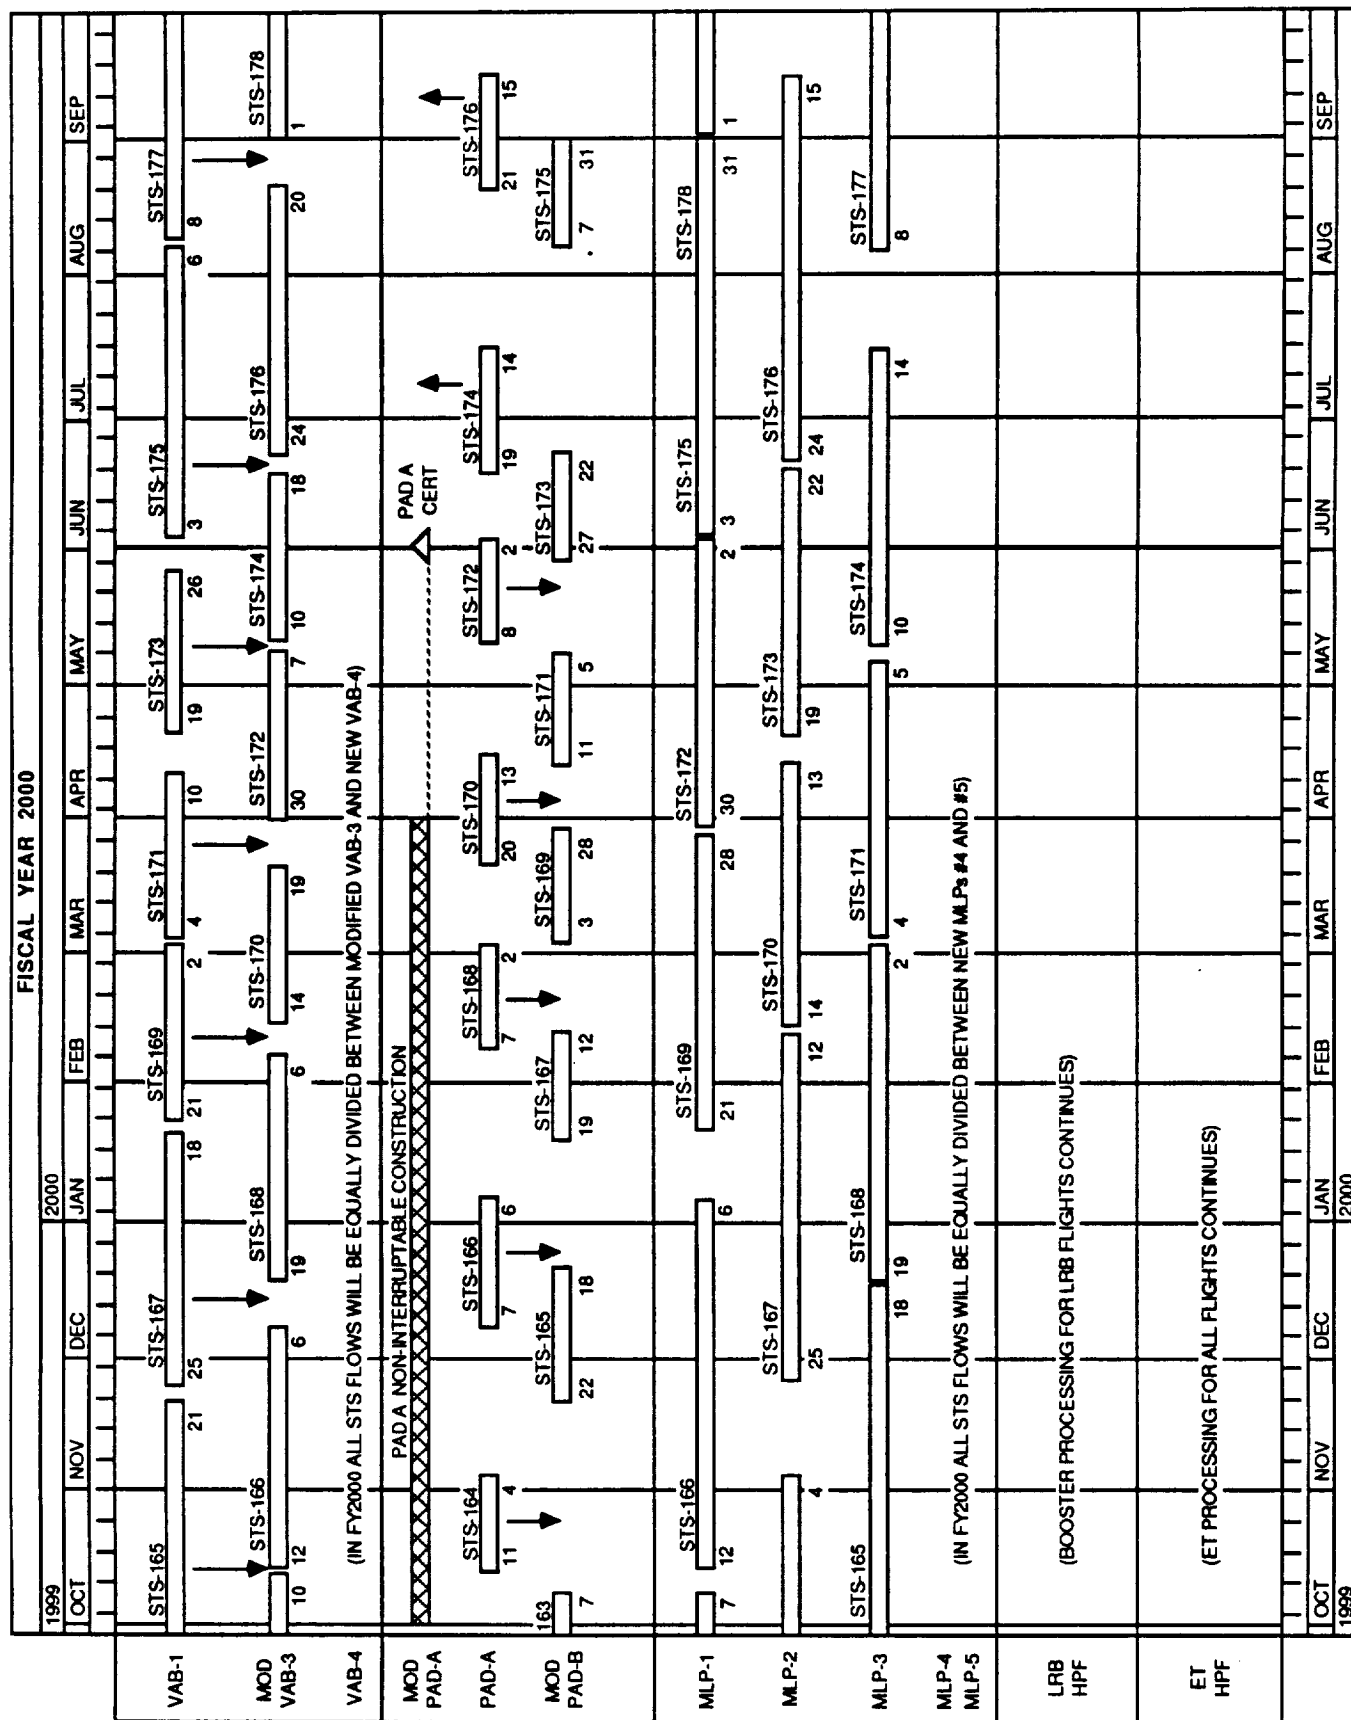 FISCAL YEAR 2000
1999 2000
OCT NOV DEC JAN FEB MAR APR MAY JUN JUL AUG SEP
VAB-1
STS-165 STS-167 STS-169 STS-171 STS-173 STS-175 STS-177
21 25 18 21 2 4 10 19 26 3 6 8
MOD
VAB-3
STS-166 STS-168 STS-170 STS-172 STS-174 STS-176 STS-178
10 12 6 19 6 14 19 30 7 10 18 24 20 1
VAB-4
(IN FY2000 ALL STS FLOWS WILL BE EQUALLY DIVIDED BETWEEN MODIFIED VAB-3 AND NEW VAB-4)
MOD
PAD-A
PAD A NON-INTERRUPTABLE CONSTRUCTION
PAD A
CERT
PAD-A
STS-164 STS-166 STS-168 STS-170 STS-172 STS-174 STS-176
11 4 7 6 7 2 20 13 8 2 19 14 21 15
MOD
PAD-B
163 STS-165 STS-167 STS-169 STS-171 STS-173 STS-175
7 22 18 19 12 3 28 11 5 27 22 7 31
MLP-1
STS-166 STS-169 STS-172 STS-175 STS-178
7 12 6 21 28 30 2 3 31 1
MLP-2
STS-167 STS-170 STS-173 STS-176
4 25 12 14 13 19 22 24 15
MLP-3
STS-165 STS-168 STS-171 STS-174 STS-177
18 19 2 4 5 10 14 8
MLP-4
MLP-5
(IN FY2000 ALL STS FLOWS WILL BE EQUALLY DIVIDED BETWEEN NEW MLPs #4 AND #5)
LRB
HPF
(BOOSTER PROCESSING FOR LRB FLIGHTS CONTINUES)
ET
HPF
(ET PROCESSING FOR ALL FLIGHTS CONTINUES)
OCT NOV DEC JAN FEB MAR APR MAY JUN JUL AUG SEP
1999 2000